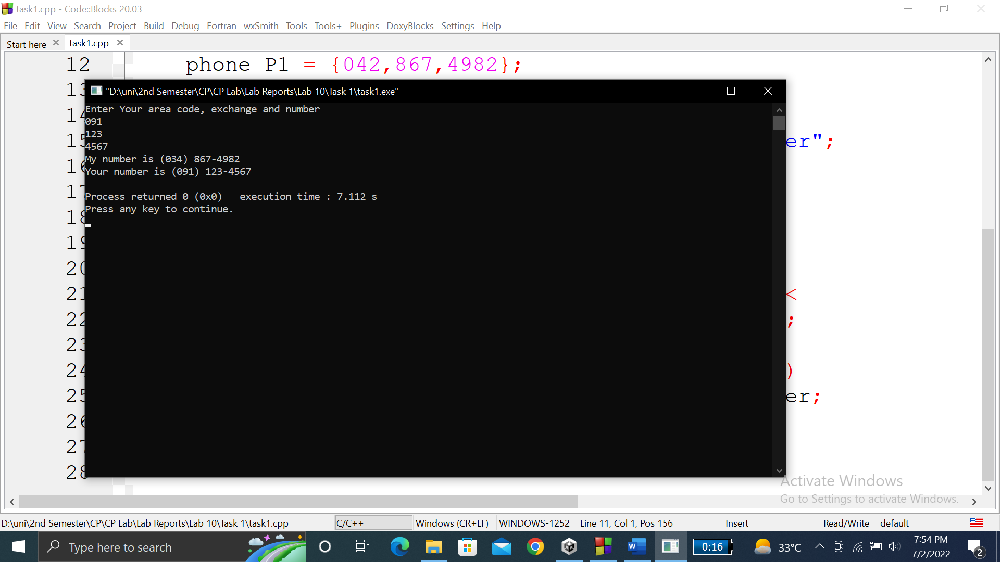 task1.cpp - Code::Blocks 20.03
File Edit View Search Project Build Debug Fortran wxSmith Tools Tools+ Plugins DoxyBlocks Settings Help
Start here task1.cpp
12 phone P1 = {042,867,4982};
13
"D:\uni\2nd Semester\CP\CP Lab\Lab Reports\Lab 10\Task 1\task1.exe"
Enter Your area code, exchange and number
14
091
123
15 er";
4567
My number is (034) 867-4982
16
Your number is (091) 123-4567
17
Process returned 0 (0x0) execution time : 7.112 s
Press any key to continue.
18
19
20
21 <
22 ;
23
24 )
25 er;
26
27
28
Activate Windows
Go to Settings to activate Windows.
D:\uni\2nd Semester\CP\CP Lab\Lab Reports\Lab 10\Task 1\task1.cpp C/C++ Windows (CR+LF) WINDOWS-1252 Line 11, Col 1, Pos 156 Insert Read/Write default
Type here to search 0:16 33°C 7:54 PM
7/2/2022 2